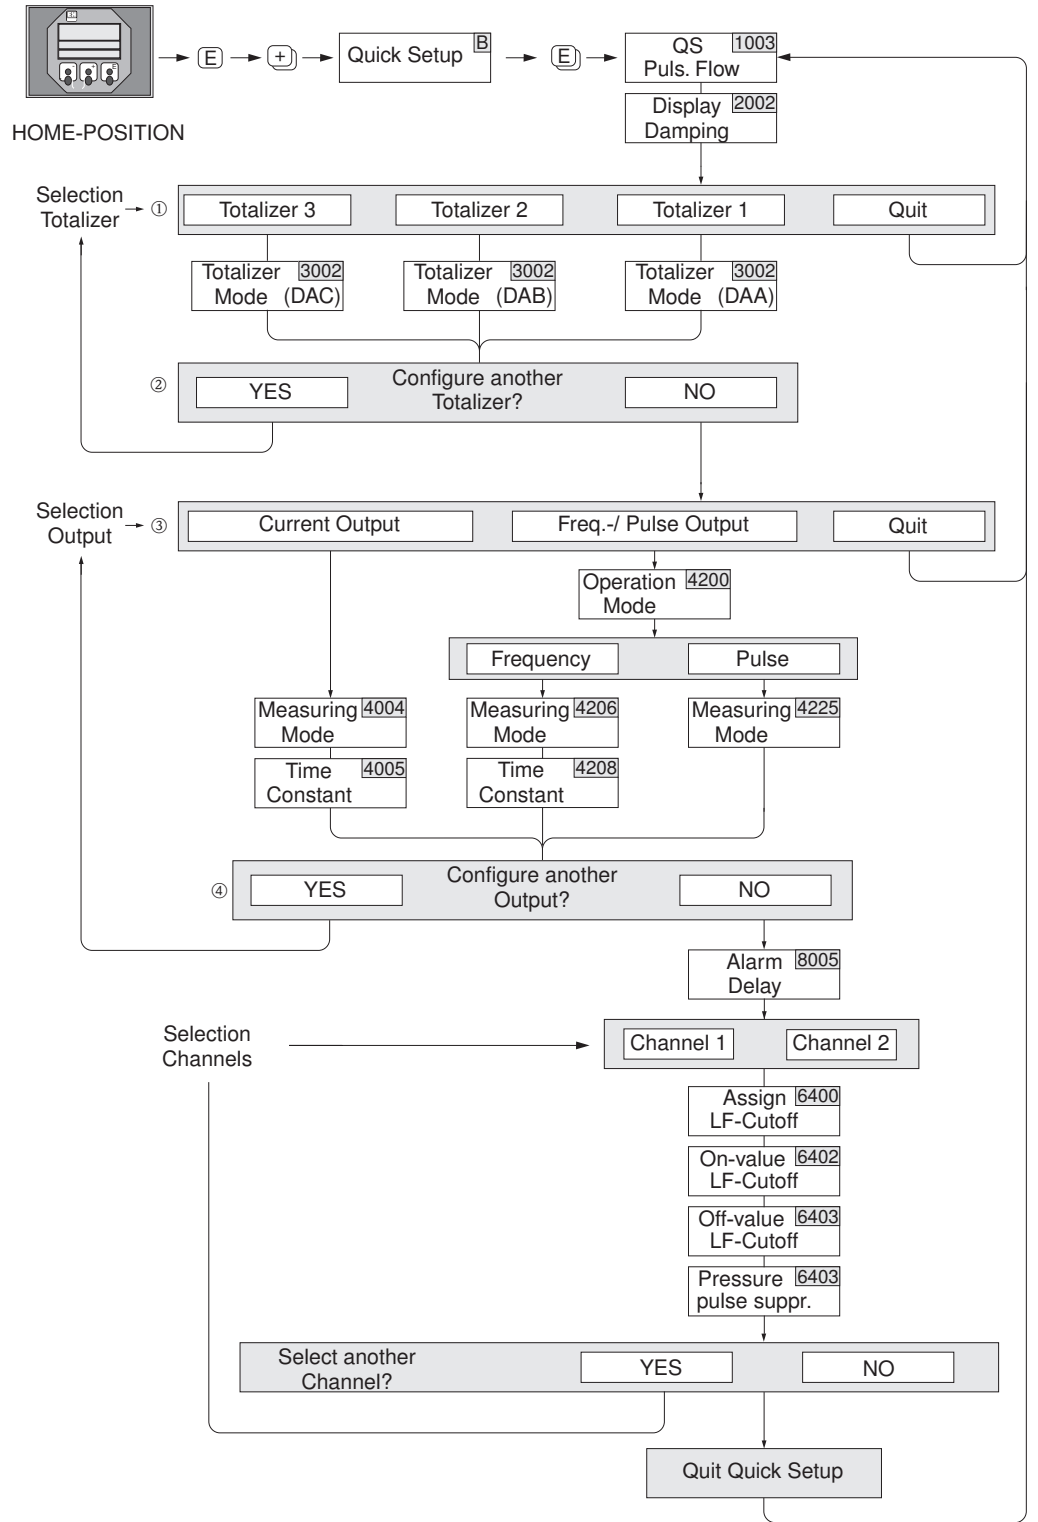 E
+
Quick Setup B
E
QS 1003
Puls. Flow
HOME-POSITION
Display 2002
Damping
Selection
Totalizer
①
Totalizer 3
Totalizer 2
Totalizer 1
Quit
Totalizer 3002
Mode (DAC)
Totalizer 3002
Mode (DAB)
Totalizer 3002
Mode (DAA)
②
YES
Configure another
Totalizer?
NO
Selection
Output
③
Current Output
Freq.-/ Pulse Output
Quit
Operation 4200
Mode
Frequency
Pulse
Measuring 4004
Mode
Measuring 4206
Mode
Measuring 4225
Mode
Time 4005
Constant
Time 4208
Constant
④
YES
Configure another
Output?
NO
Alarm 8005
Delay
Selection
Channels
Channel 1
Channel 2
Assign 6400
LF-Cutoff
On-value 6402
LF-Cutoff
Off-value 6403
LF-Cutoff
Pressure 6403
pulse suppr.
Select another
Channel?
YES
NO
Quit Quick Setup